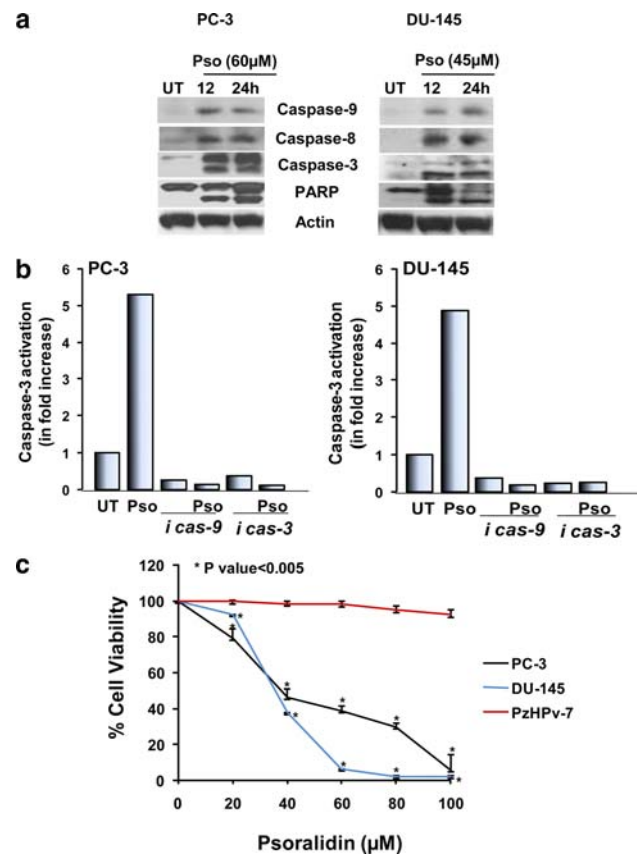 a
PC-3 DU-145
Pso (60µM) Pso (45µM)
UT 12 24h UT 12 24h
Caspase-9
Caspase-8
Caspase-3
PARP
Actin
b
PC-3 DU-145
Caspase-3 activation
(in fold increase)
6
5
4
3
2
1
0
UT Pso Pso Pso
i cas-9 i cas-3
Caspase-3 activation
(in fold increase)
6
5
4
3
2
1
0
UT Pso Pso Pso
i cas-9 i cas-3
c
* P value<0.005
% Cell Viability
120
100
80
60
40
20
0
0 20 40 60 80 100
Psoralidin (µM)
PC-3
DU-145
PzHPv-7